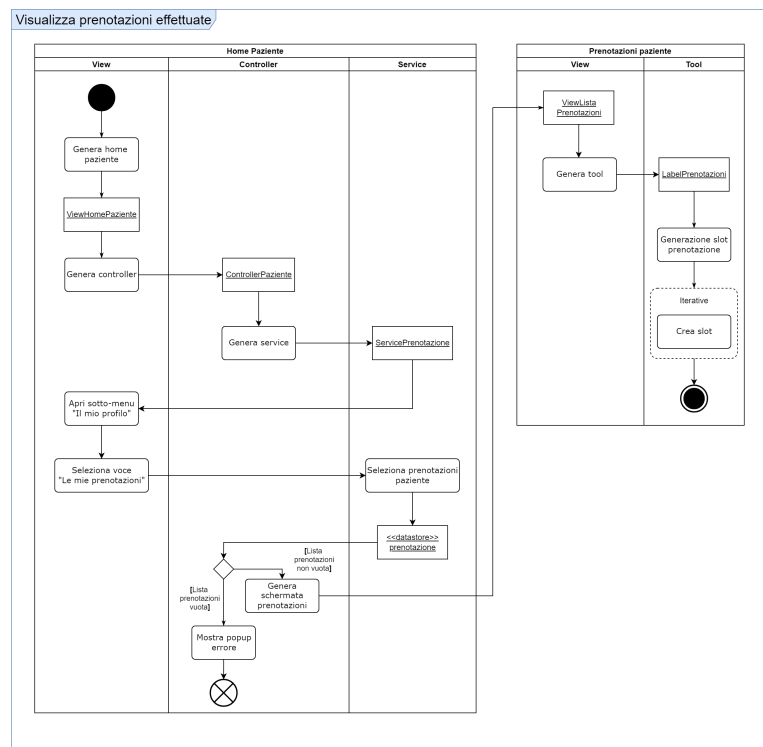 Visualizza prenotazioni effettuate
Home Paziente
View
Controller
Service
Genera home
paziente
ViewHomePaziente
Genera controller
ControllerPaziente
Genera service
ServicePrenotazione
Apri sotto-menu
"Il mio profilo"
Seleziona voce
"Le mie prenotazioni"
Seleziona prenotazioni
paziente
<<datastore>>
prenotazione
[Lista
prenotazioni
non vuota]
[Lista
prenotazioni
vuota]
Genera
schermata
prenotazioni
Mostra popup
errore
Prenotazioni paziente
View
Tool
ViewLista
Prenotazioni
Genera tool
LabelPrenotazioni
Generazione slot
prenotazione
Iterative
Crea slot